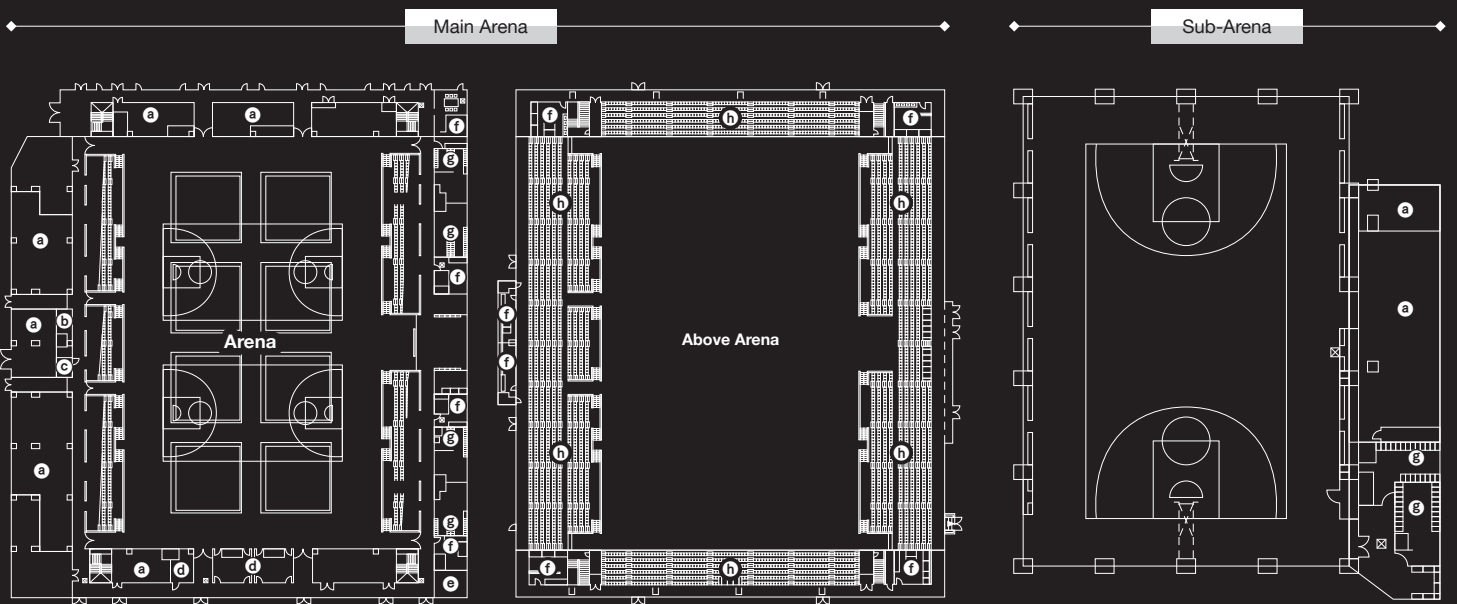 Main Arena
Sub-Arena
a a f
g
a g
f
a b
c
Arena
f
a g
g
f
a d d e
f h f
h h
f
f
Above Arena
h h
f h f
a
a
g
g